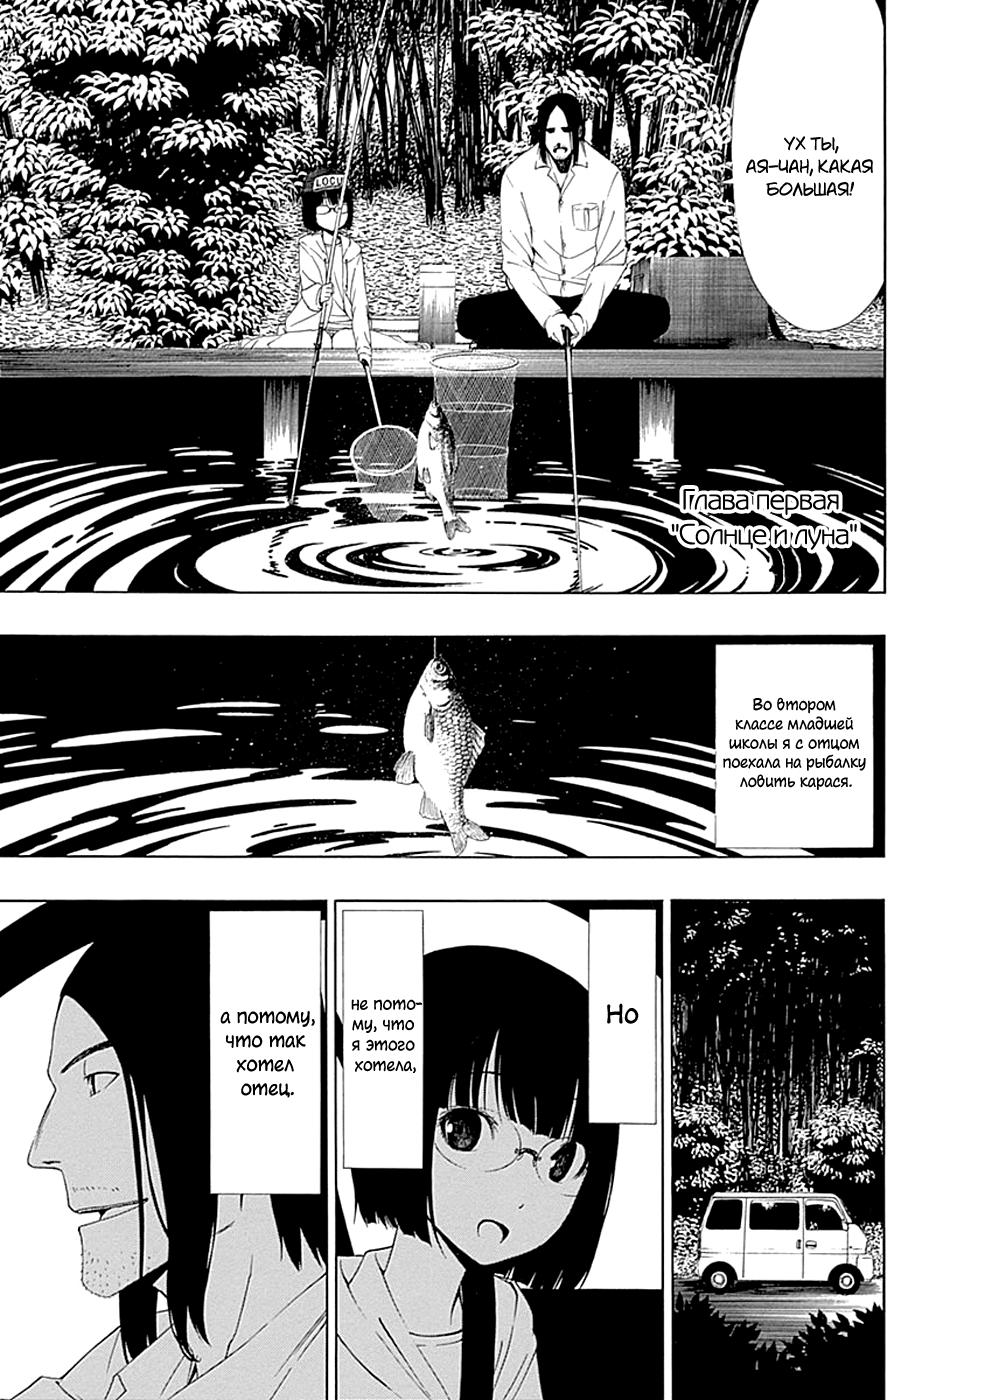 УХ ТЫ,
АЯ-ЧАН, КАКАЯ
БОЛЬШАЯ!
LOGU
Глава первая
"Солнце и луна"
Во втором
классе младшей
школы я с отцом
поехала на рыбалку
ловить карася.
Но
не пото-
му, что
я этого
хотела,
а потому,
что так
хотел
отец.